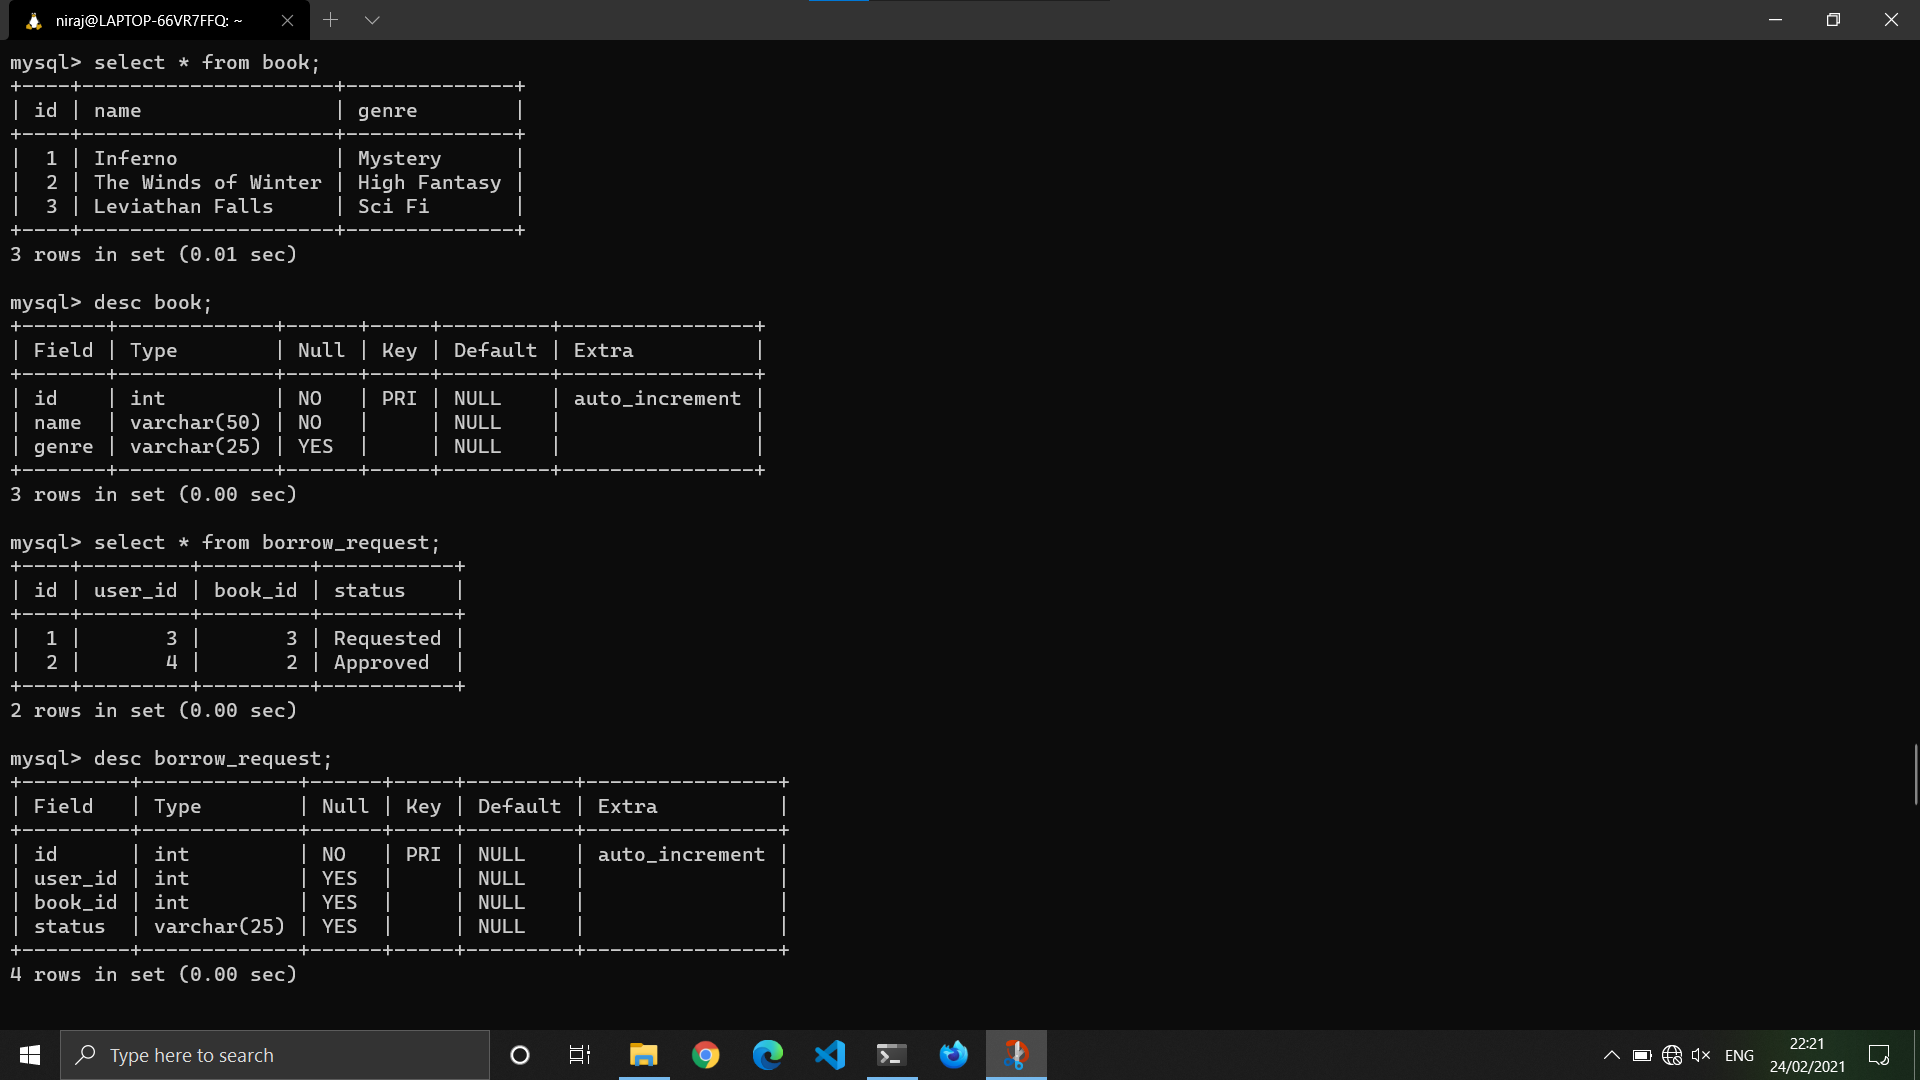 niraj@LAPTOP-66VR7FFQ: ~
mysql> select * from book;
+----+---------------------+--------------+
| id | name                | genre        |
+----+---------------------+--------------+
|  1 | Inferno             | Mystery      |
|  2 | The Winds of Winter | High Fantasy |
|  3 | Leviathan Falls     | Sci Fi       |
+----+---------------------+--------------+
3 rows in set (0.01 sec)
mysql> desc book;
+-------+-------------+------+-----+---------+----------------+
| Field | Type        | Null | Key | Default | Extra          |
+-------+-------------+------+-----+---------+----------------+
| id    | int         | NO   | PRI | NULL    | auto_increment |
| name  | varchar(50) | NO   |     | NULL    |                |
| genre | varchar(25) | YES  |     | NULL    |                |
+-------+-------------+------+-----+---------+----------------+
3 rows in set (0.00 sec)
mysql> select * from borrow_request;
+----+---------+---------+-----------+
| id | user_id | book_id | status    |
+----+---------+---------+-----------+
|  1 |       3 |       3 | Requested |
|  2 |       4 |       2 | Approved  |
+----+---------+---------+-----------+
2 rows in set (0.00 sec)
mysql> desc borrow_request;
+---------+-------------+------+-----+---------+----------------+
| Field   | Type        | Null | Key | Default | Extra          |
+---------+-------------+------+-----+---------+----------------+
| id      | int         | NO   | PRI | NULL    | auto_increment |
| user_id | int         | YES  |     | NULL    |                |
| book_id | int         | YES  |     | NULL    |                |
| status  | varchar(25) | YES  |     | NULL    |                |
+---------+-------------+------+-----+---------+----------------+
4 rows in set (0.00 sec)
Type here to search
ENG
22:21
24/02/2021